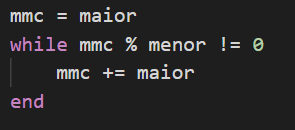 mmc = maior
while mmc % menor != 0
    mmc += maior
end